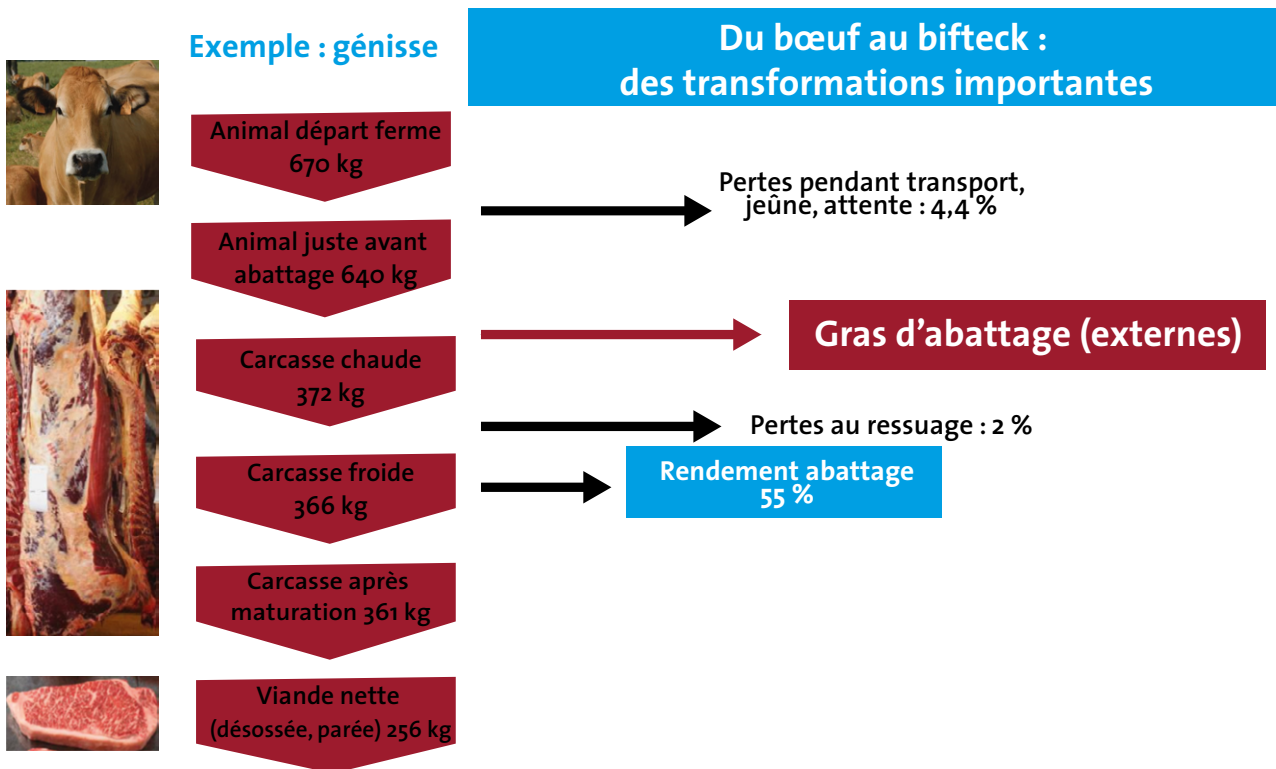 Exemple : génisse
Du bœuf au bifteck :
des transformations importantes
Animal départ ferme
670 kg
Pertes pendant transport,
jeûne, attente : 4,4 %
Animal juste avant
abattage 640 kg
Gras d’abattage (externes)
Carcasse chaude
372 kg
Pertes au ressuage : 2 %
Carcasse froide
366 kg
Rendement abattage
55 %
Carcasse après
maturation 361 kg
Viande nette
(désossée, parée) 256 kg